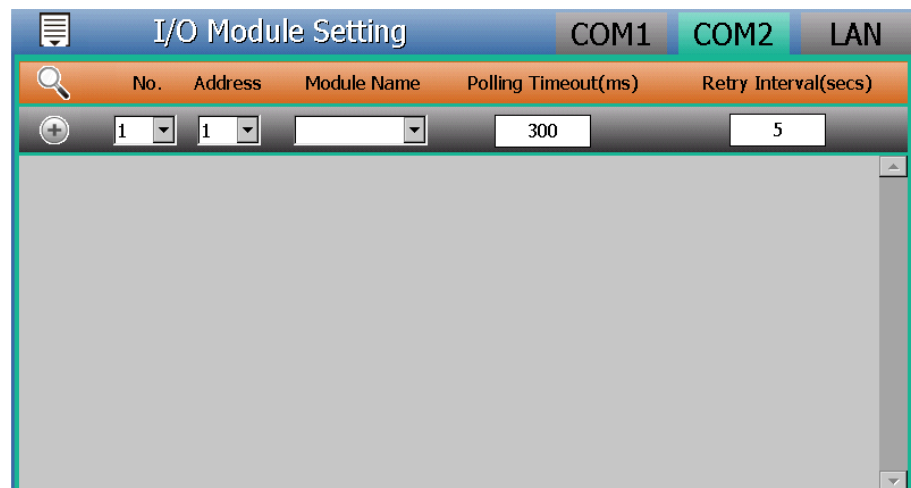 I/O Module Setting COM1 COM2 LAN
No. Address Module Name Polling Timeout(ms) Retry Interval(secs)
1 1 300 5